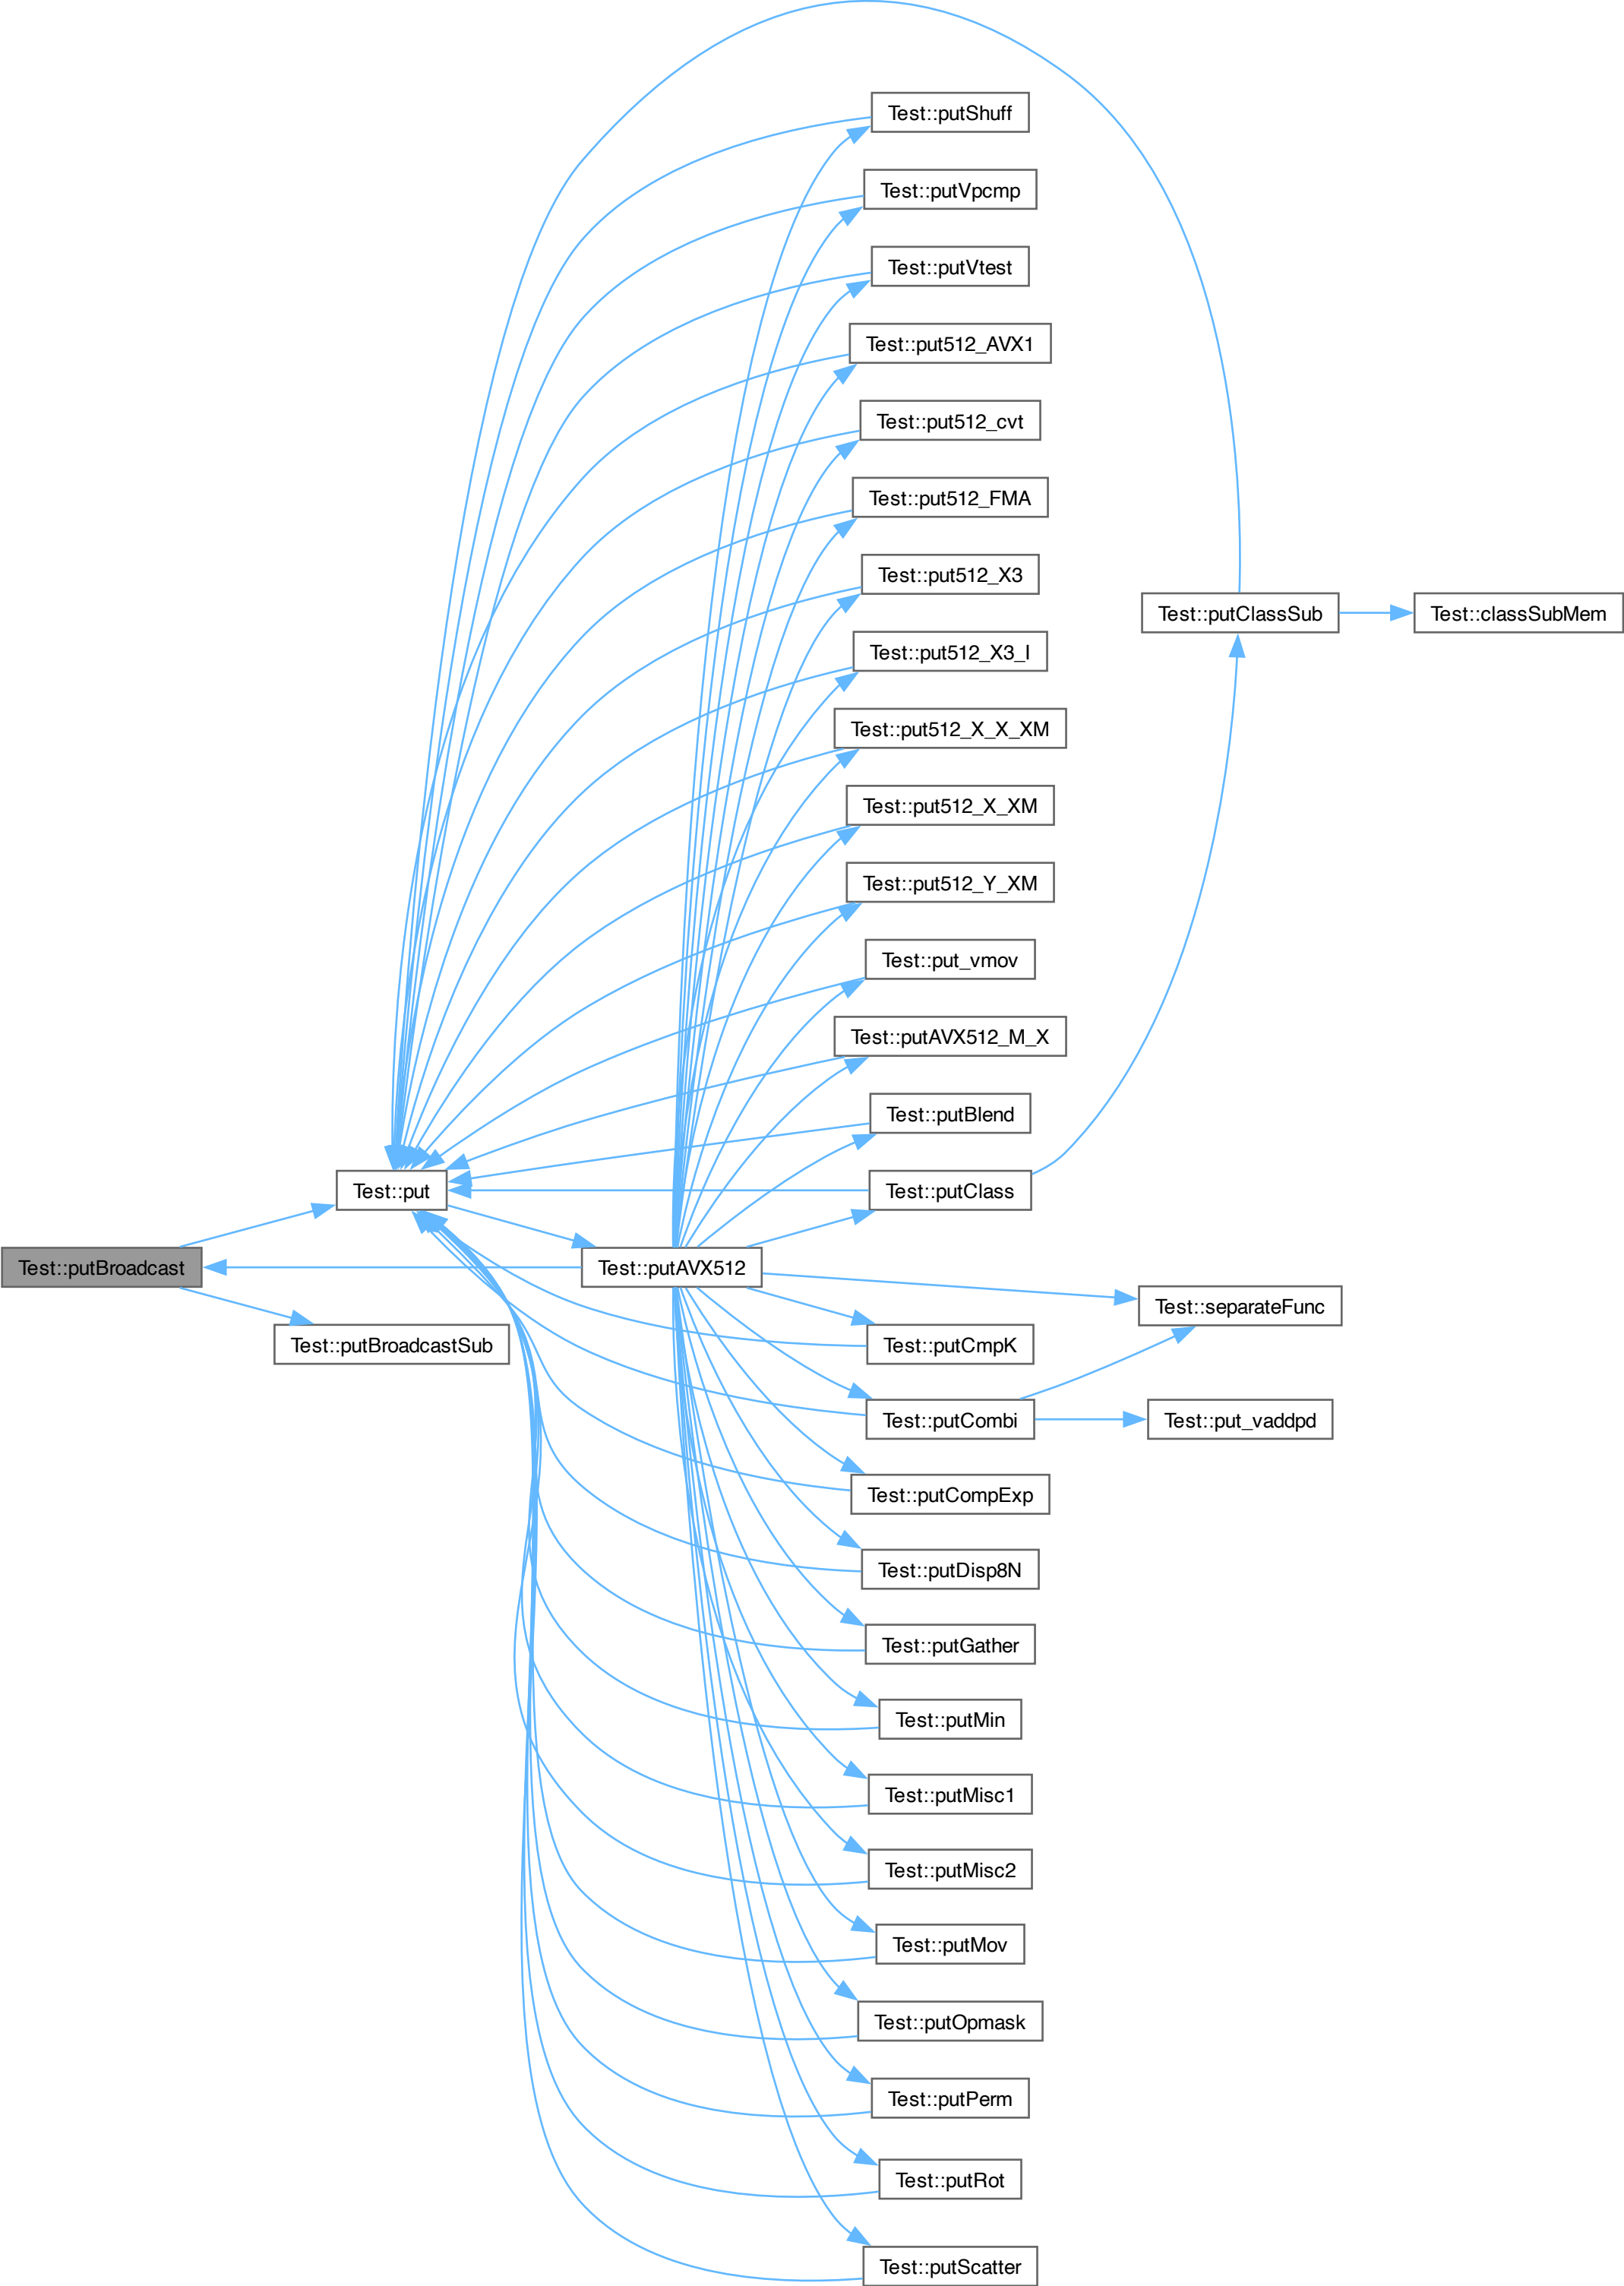 Test::putShuff
Test::putVpcmp
Test::putVtest
Test::put512_AVX1
Test::put512_cvt
Test::put512_FMA
Test::put512_X3
Test::putClassSub
Test::classSubMem
Test::put512_X3_I
Test::put512_X_X_XM
Test::put512_X_XM
Test::put512_Y_XM
Test::put_vmov
Test::putAVX512_M_X
Test::putBlend
Test::put
Test::putClass
Test::putBroadcast
Test::putAVX512
Test::separateFunc
Test::putBroadcastSub
Test::putCmpK
Test::putCombi
Test::put_vaddpd
Test::putCompExp
Test::putDisp8N
Test::putGather
Test::putMin
Test::putMisc1
Test::putMisc2
Test::putMov
Test::putOpmask
Test::putPerm
Test::putRot
Test::putScatter